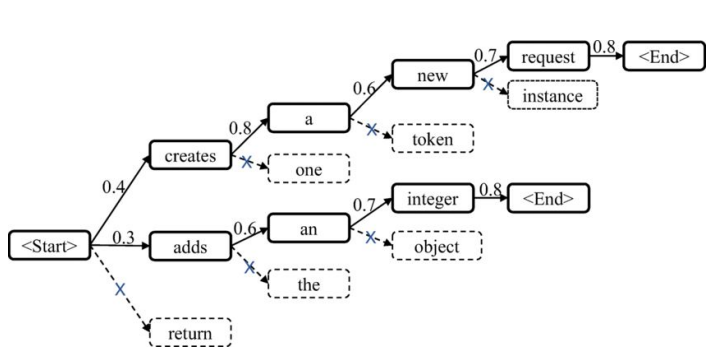 request
0.8
<End>
0.7
new
instance
0.6
a
token
0.8
creates
one
0.4
integer
0.8
<End>
0.7
an
object
0.6
<Start>
0.3
adds
the
return